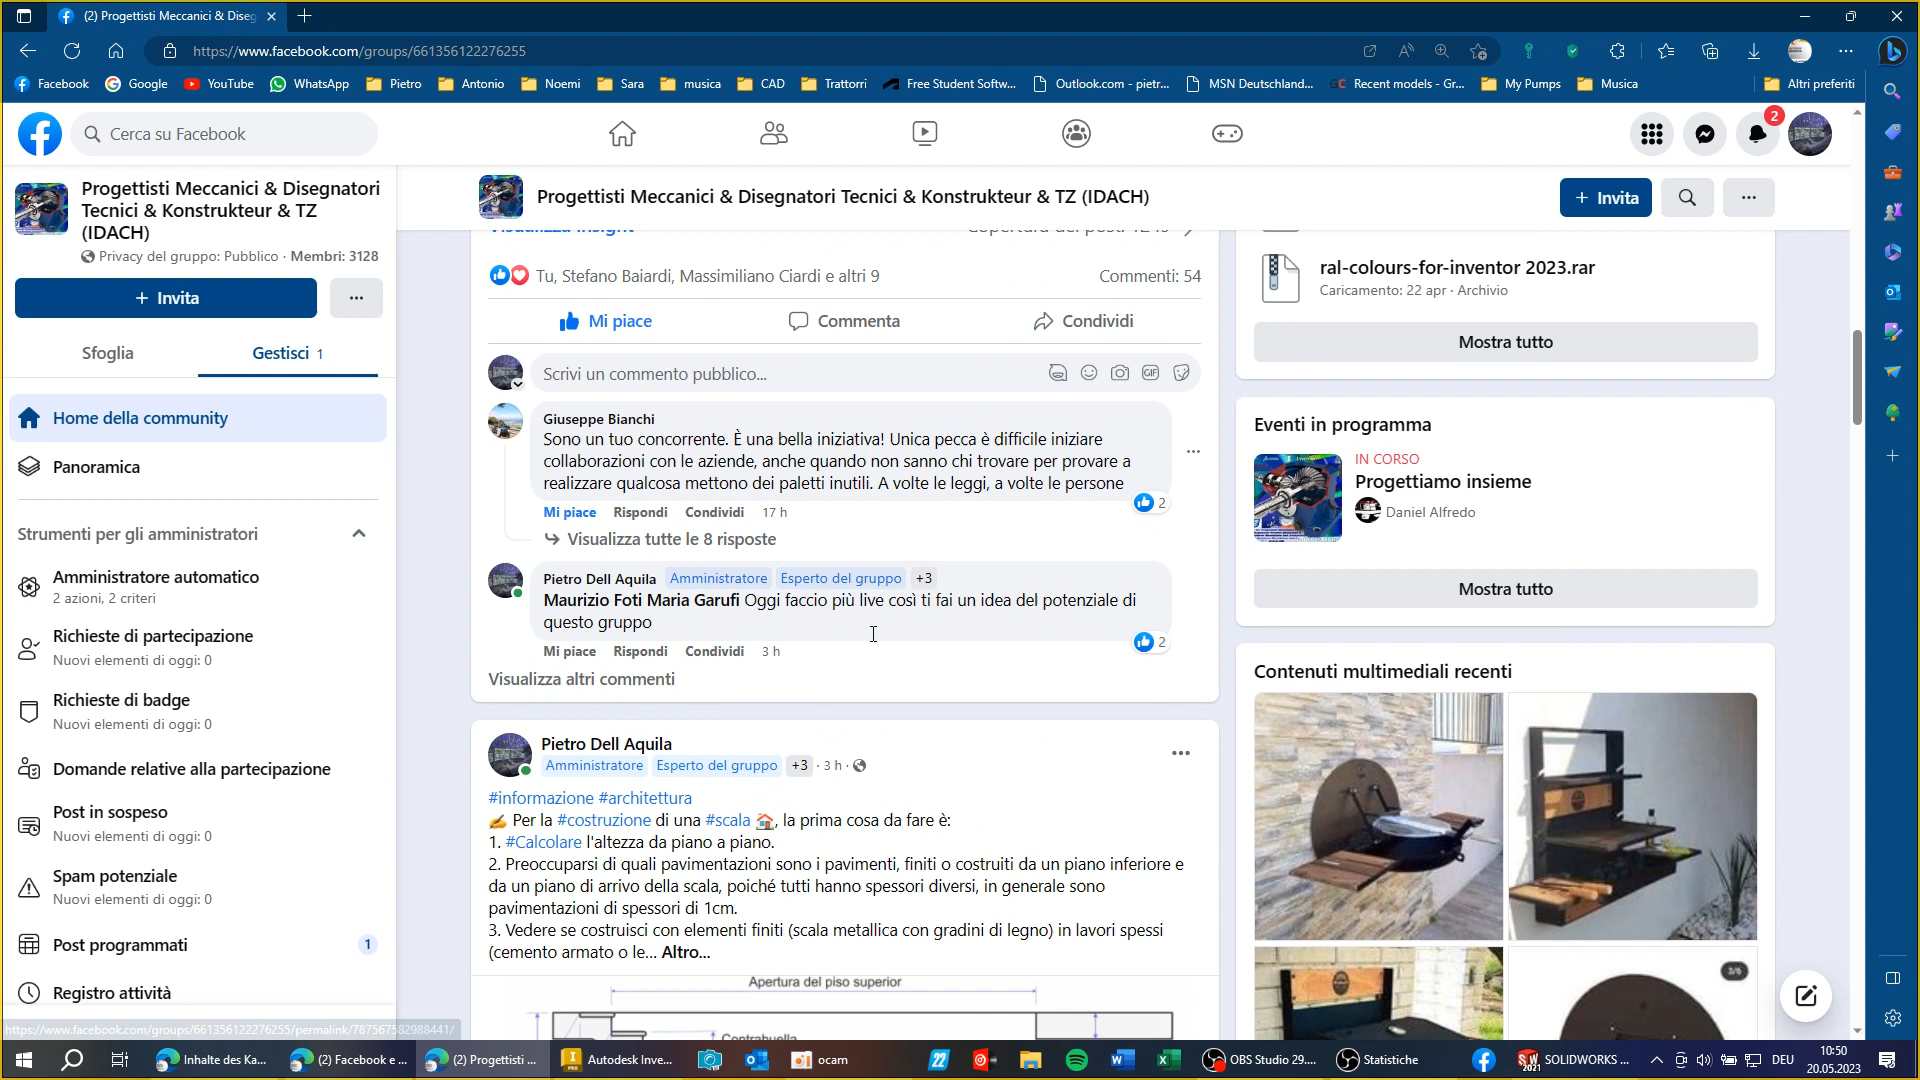 (2) Progettisti Meccanici & Diseg
https://www.facebook.com/groups/661356122276255
Facebook
Google
YouTube
WhatsApp
Pietro
Antonio
Noemi
Sara
musica
CAD
Trattorri
Free Student Softw...
Outlook.com - pietr...
MSN Deutschland...
Recent models - Gr...
My Pumps
Musica
Altri preferiti
Cerca su Facebook
2
Progettisti Meccanici & Disegnatori
Tecnici & Konstrukteur & TZ
(IDACH)
Privacy del gruppo: Pubblico · Membri: 3128
+ Invita
Sfoglia
Gestisci 1
Home della community
Panoramica
Strumenti per gli amministratori
Amministratore automatico
2 azioni, 2 criteri
Richieste di partecipazione
Nuovi elementi di oggi: 0
Richieste di badge
Nuovi elementi di oggi: 0
Domande relative alla partecipazione
Post in sospeso
Nuovi elementi di oggi: 0
Spam potenziale
Nuovi elementi di oggi: 0
Post programmati
1
Registro attività
https://www.facebook.com/groups/661356122276255/permalink/787567582988441/
Progettisti Meccanici & Disegnatori Tecnici & Konstrukteur & TZ (IDACH)
+ Invita
Tu, Stefano Baiardi, Massimiliano Ciardi e altri 9
Commenti: 54
Mi piace
Commenta
Condividi
Scrivi un commento pubblico...
GIF
Giuseppe Bianchi
Sono un tuo concorrente. È una bella iniziativa! Unica pecca è difficile iniziare
collaborazioni con le aziende, anche quando non sanno chi trovare per provare a
realizzare qualcosa mettono dei paletti inutili. A volte le leggi, a volte le persone
2
Mi piace Rispondi Condividi 17 h
Visualizza tutte le 8 risposte
Pietro Dell Aquila Amministratore Esperto del gruppo +3
Maurizio Foti Maria Garufi Oggi faccio più live così ti fai un idea del potenziale di
questo gruppo
2
Mi piace Rispondi Condividi 3 h
Visualizza altri commenti
Pietro Dell Aquila
Amministratore Esperto del gruppo +3 · 3 h ·
#informazione #architettura
✍ Per la #costruzione di una #scala 🏠, la prima cosa da fare è:
1. #Calcolare l'altezza da piano a piano.
2. Preoccuparsi di quali pavimentazioni sono i pavimenti, finiti o costruiti da un piano inferiore e
da un piano di arrivo della scala, poiché tutti hanno spessori diversi, in generale sono
pavimentazioni di spessori di 1cm.
3. Vedere se costruisci con elementi finiti (scala metallica con gradini di legno) in lavori spessi
(cemento armato o le... Altro...
Apertura del piso superior
ral-colours-for-inventor 2023.rar
Caricamento: 22 apr · Archivio
Mostra tutto
Eventi in programma
IN CORSO
Progettiamo insieme
Daniel Alfredo
Mostra tutto
Contenuti multimediali recenti
3/6
Inhalte des Ka...
(2) Facebook e ...
(2) Progettisti ...
Autodesk Inve...
ocam
22
OBS Studio 29....
Statistiche
SOLIDWORKS ...
DEU
10:50
20.05.2023